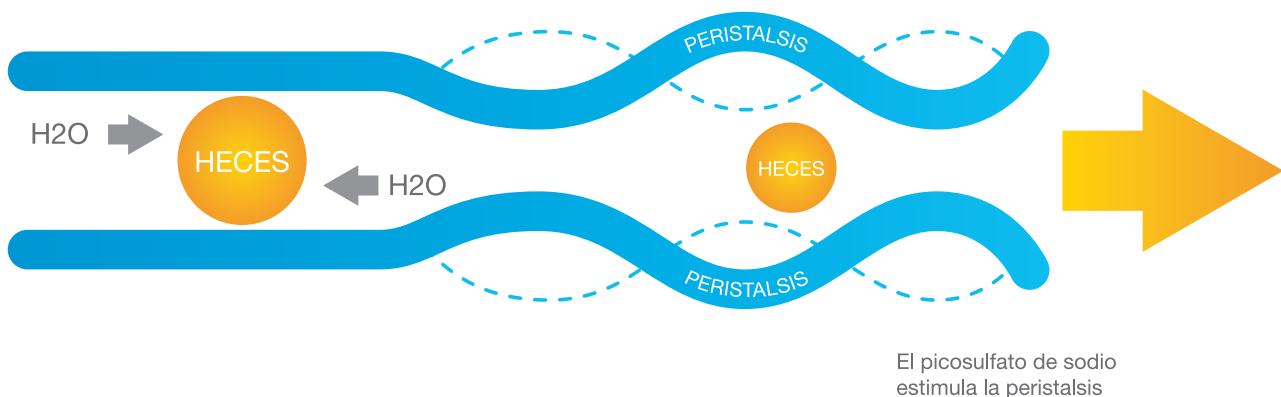 PERISTALSIS
H2O
HECES
H2O
HECES
PERISTALSIS
El picosulfato de sodio
estimula la peristalsis